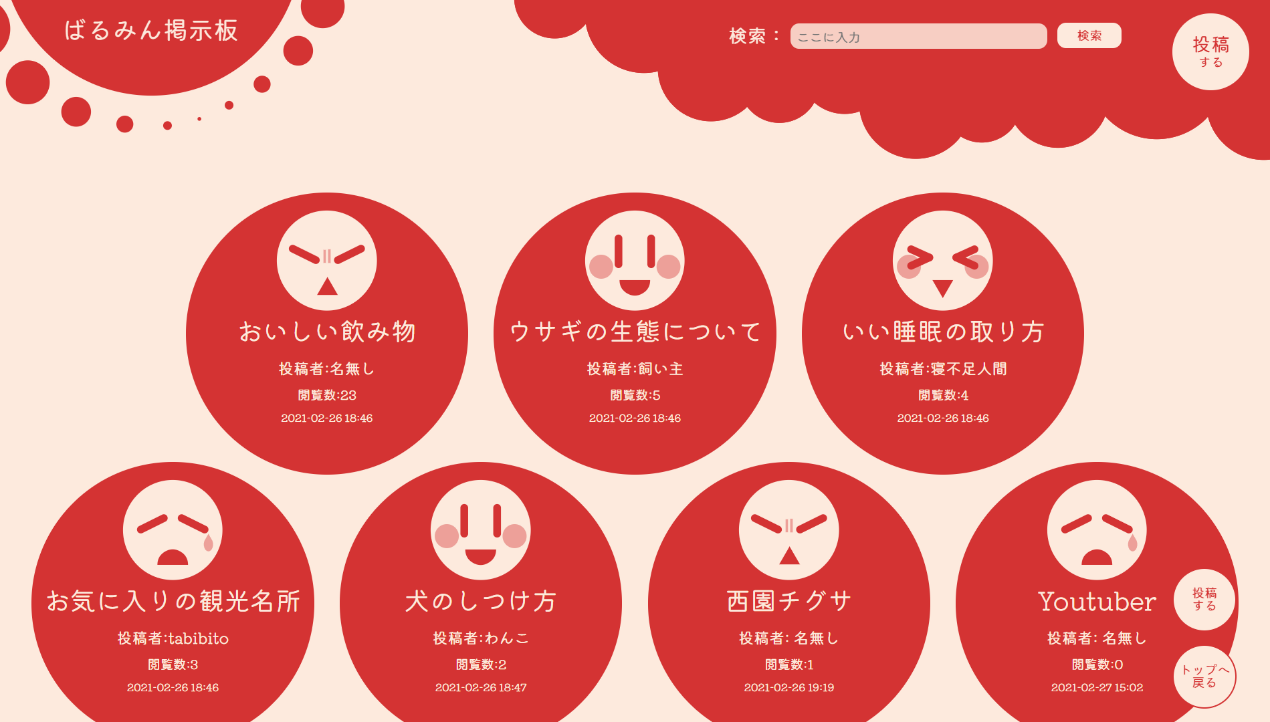 ばるみん掲示板
検索：
ここに入力
検索
投稿
する
おいしい飲み物
投稿者:名無し
閲覧数:23
2021-02-26 18:46
ウサギの生態について
投稿者:飼い主
閲覧数:5
2021-02-26 18:46
いい睡眠の取り方
投稿者:寝不足人間
閲覧数:4
2021-02-26 18:46
お気に入りの観光名所
投稿者:tabibito
閲覧数:3
2021-02-26 18:46
犬のしつけ方
投稿者:わんこ
閲覧数:2
2021-02-26 18:47
西園チグサ
投稿者: 名無し
閲覧数:1
2021-02-26 19:19
Youtuber
投稿者: 名無し
閲覧数:0
2021-02-27 15:02
投稿
する
トップへ
戻る